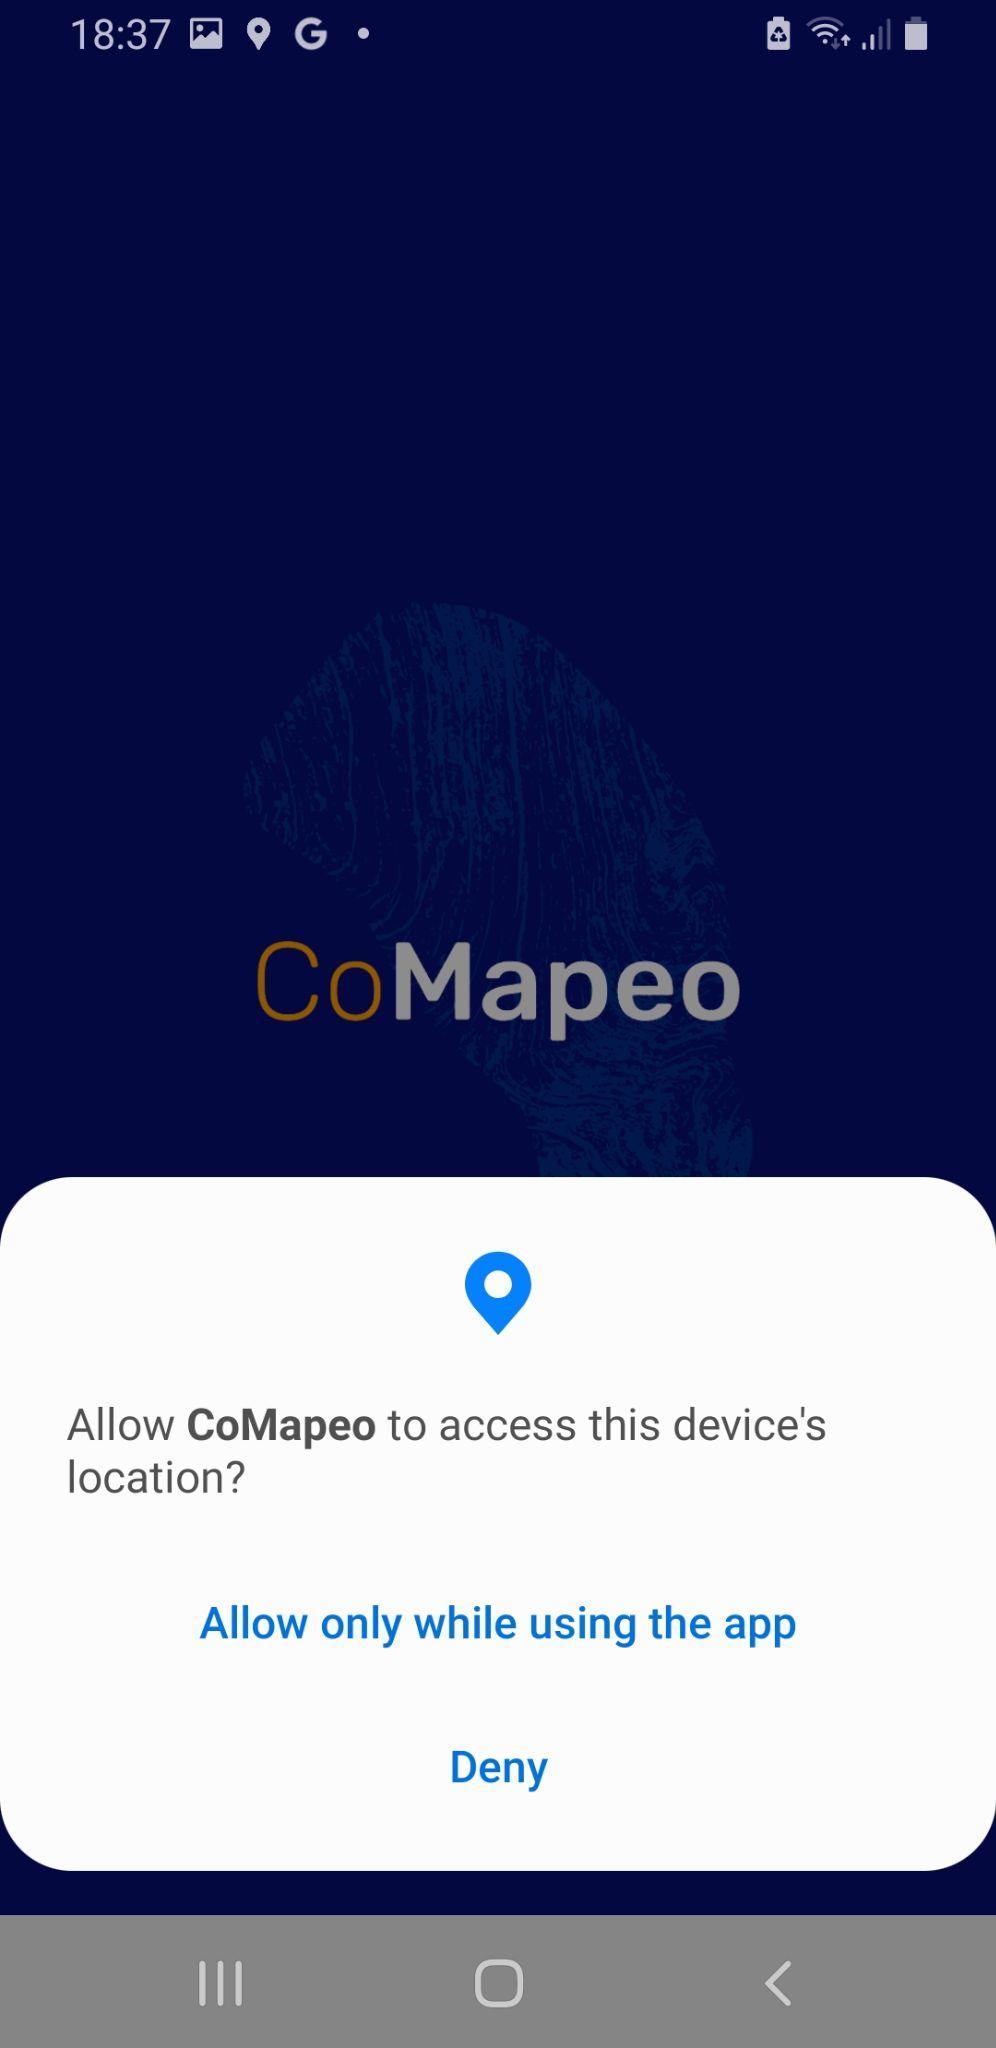 18:37
CoMapeo
Allow CoMapeo to access this device's
location?
Allow only while using the app
Deny